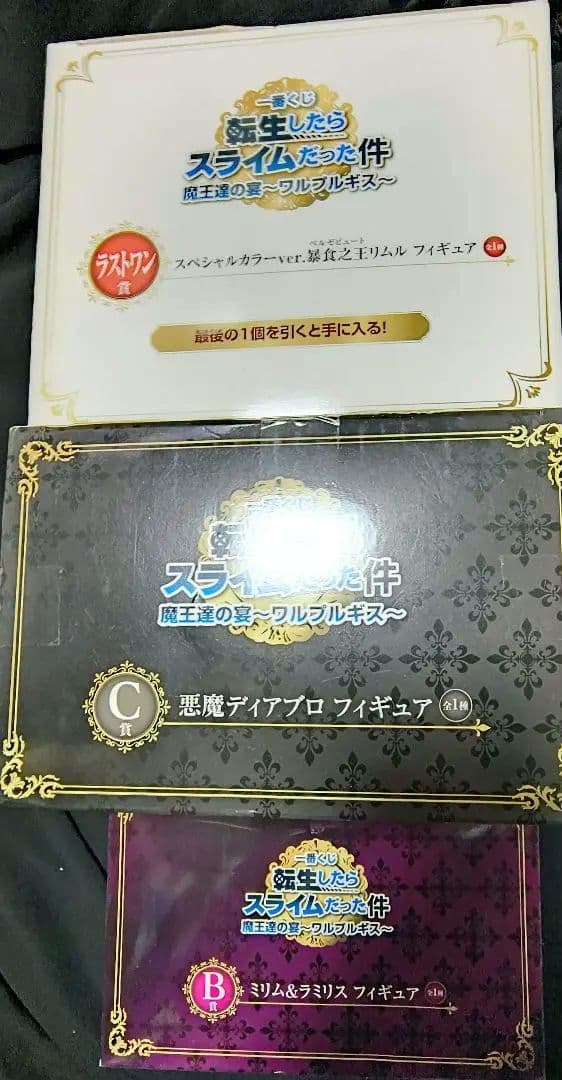 一番くじ
転生したら
スライムだった件
魔王達の宴～ワルプルギス～
ラストワン賞
ベルゼビュート
スペシャルカラーver.暴食之王リムル フィギュア 全1種
最後の1個を引くと手に入る!
一番くじ
転
スライムだった件
魔王達の宴～ワルプルギス～
C賞
悪魔ディアブロ フィギュア 全1種
一番くじ
転生したら
スライムだった件
魔王達の宴～ワルプルギス～
B賞
ミリム&ラミリス フィギュア 全1種